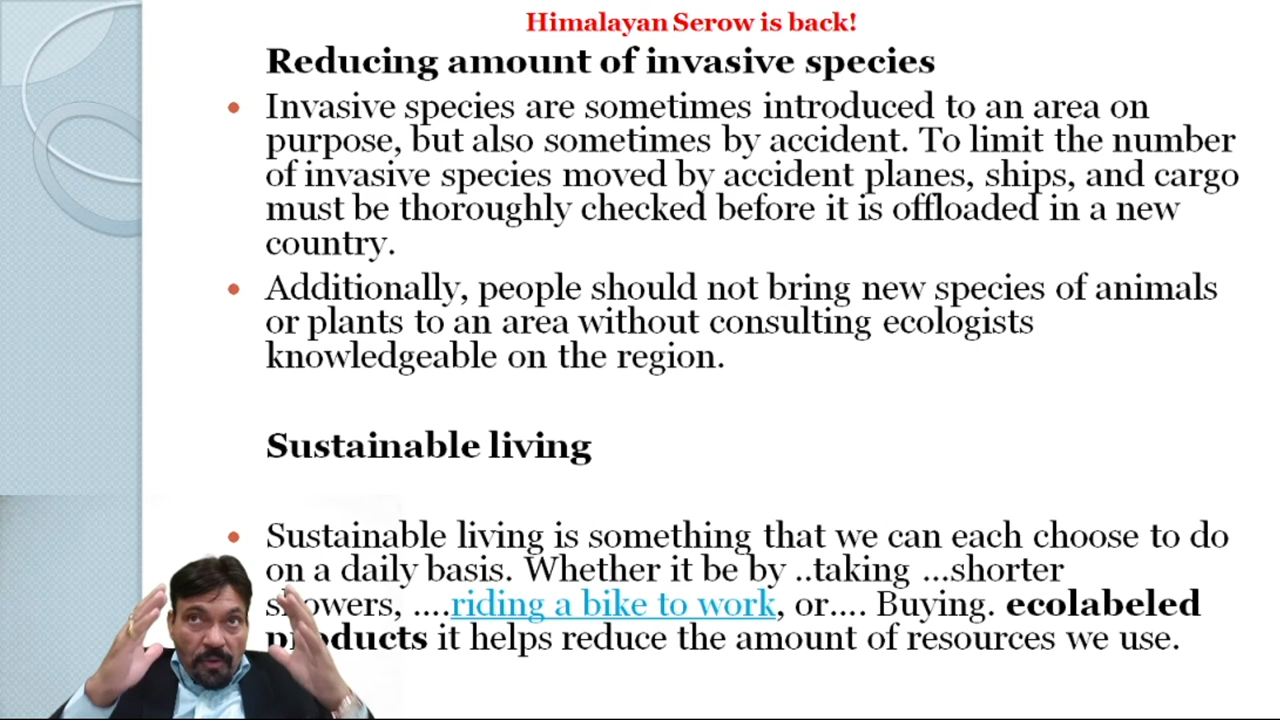 Himalayan Serow is back!
Reducing amount of invasive species
• Invasive species are sometimes introduced to an area on
purpose, but also sometimes by accident. To limit the number
of invasive species moved by accident planes, ships, and cargo
must be thoroughly checked before it is offloaded in a new
country.
• Additionally, people should not bring new species of animals
or plants to an area without consulting ecologists
knowledgeable on the region.
Sustainable living
• Sustainable living is something that we can each choose to do
on a daily basis. Whether it be by ..taking ...shorter
showers, ....riding a bike to work, or.... Buying. ecolabeled
products it helps reduce the amount of resources we use.